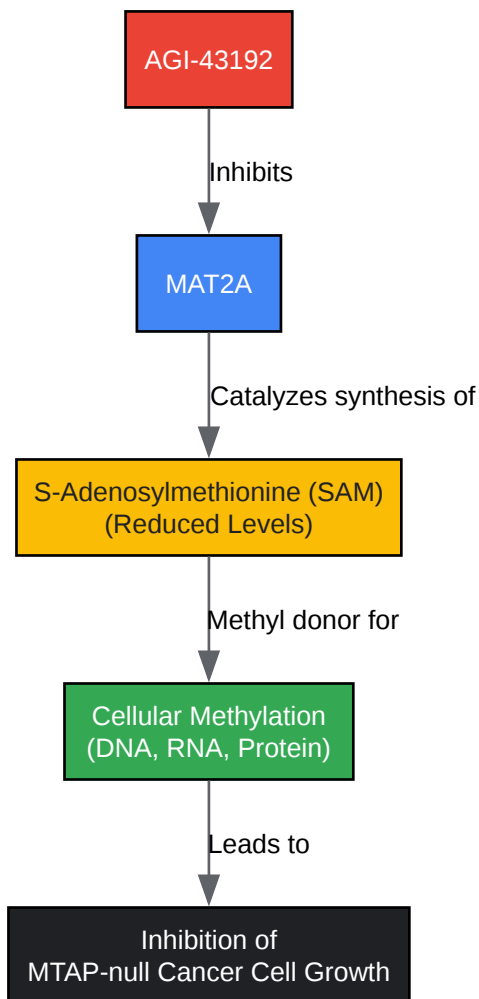 AGI-43192
Inhibits
MAT2A
Catalyzes synthesis of
S-Adenosylmethionine (SAM)
(Reduced Levels)
Methyl donor for
Cellular Methylation
(DNA, RNA, Protein)
Leads to
Inhibition of
MTAP-null Cancer Cell Growth